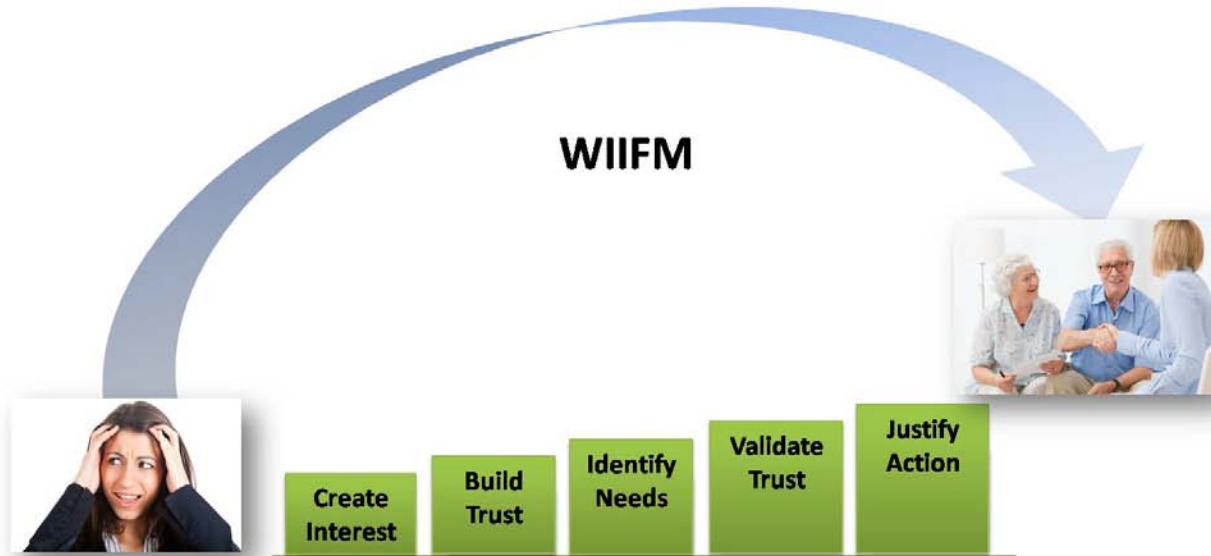 WIIFM
Create
Interest
Build
Trust
Identify
Needs
Validate
Trust
Justify
Action